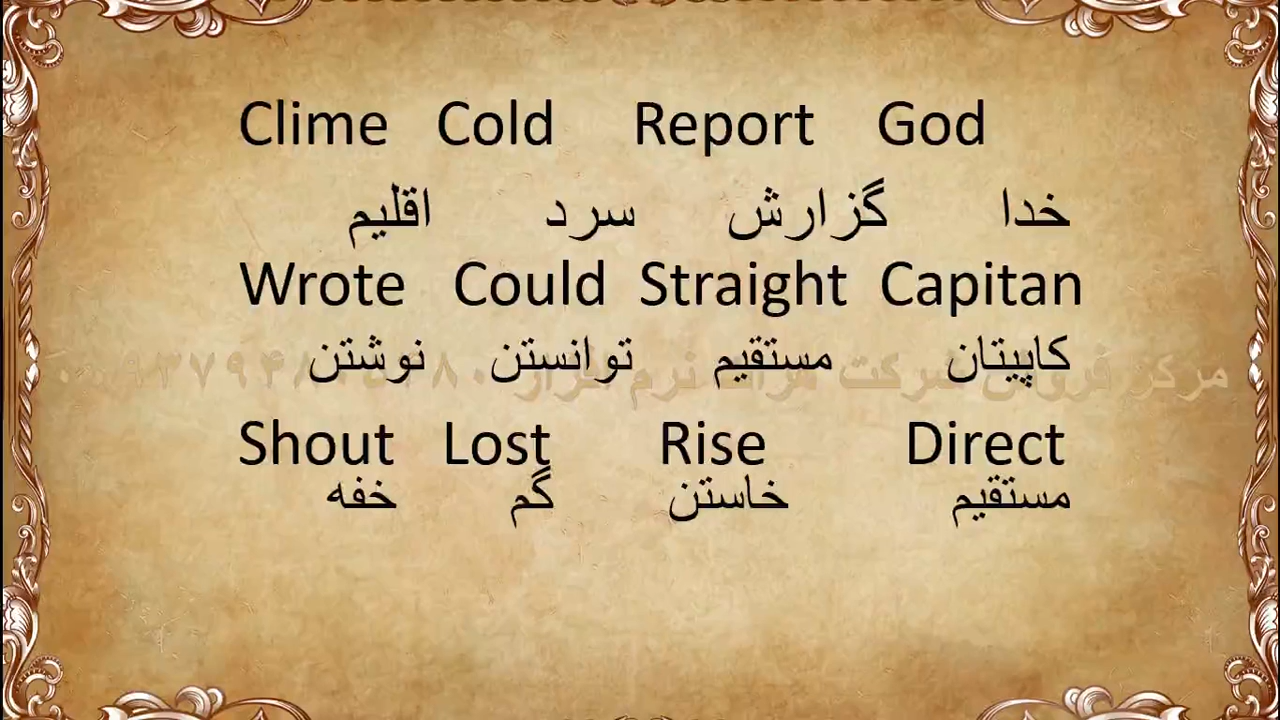 Clime Cold Report God
خدا گزارش سرد اقلیم
Wrote Could Straight Capitan
کاپیتان مستقیم توانستن نوشتن
Shout Lost Rise Direct
مستقیم خاستن گم خفه